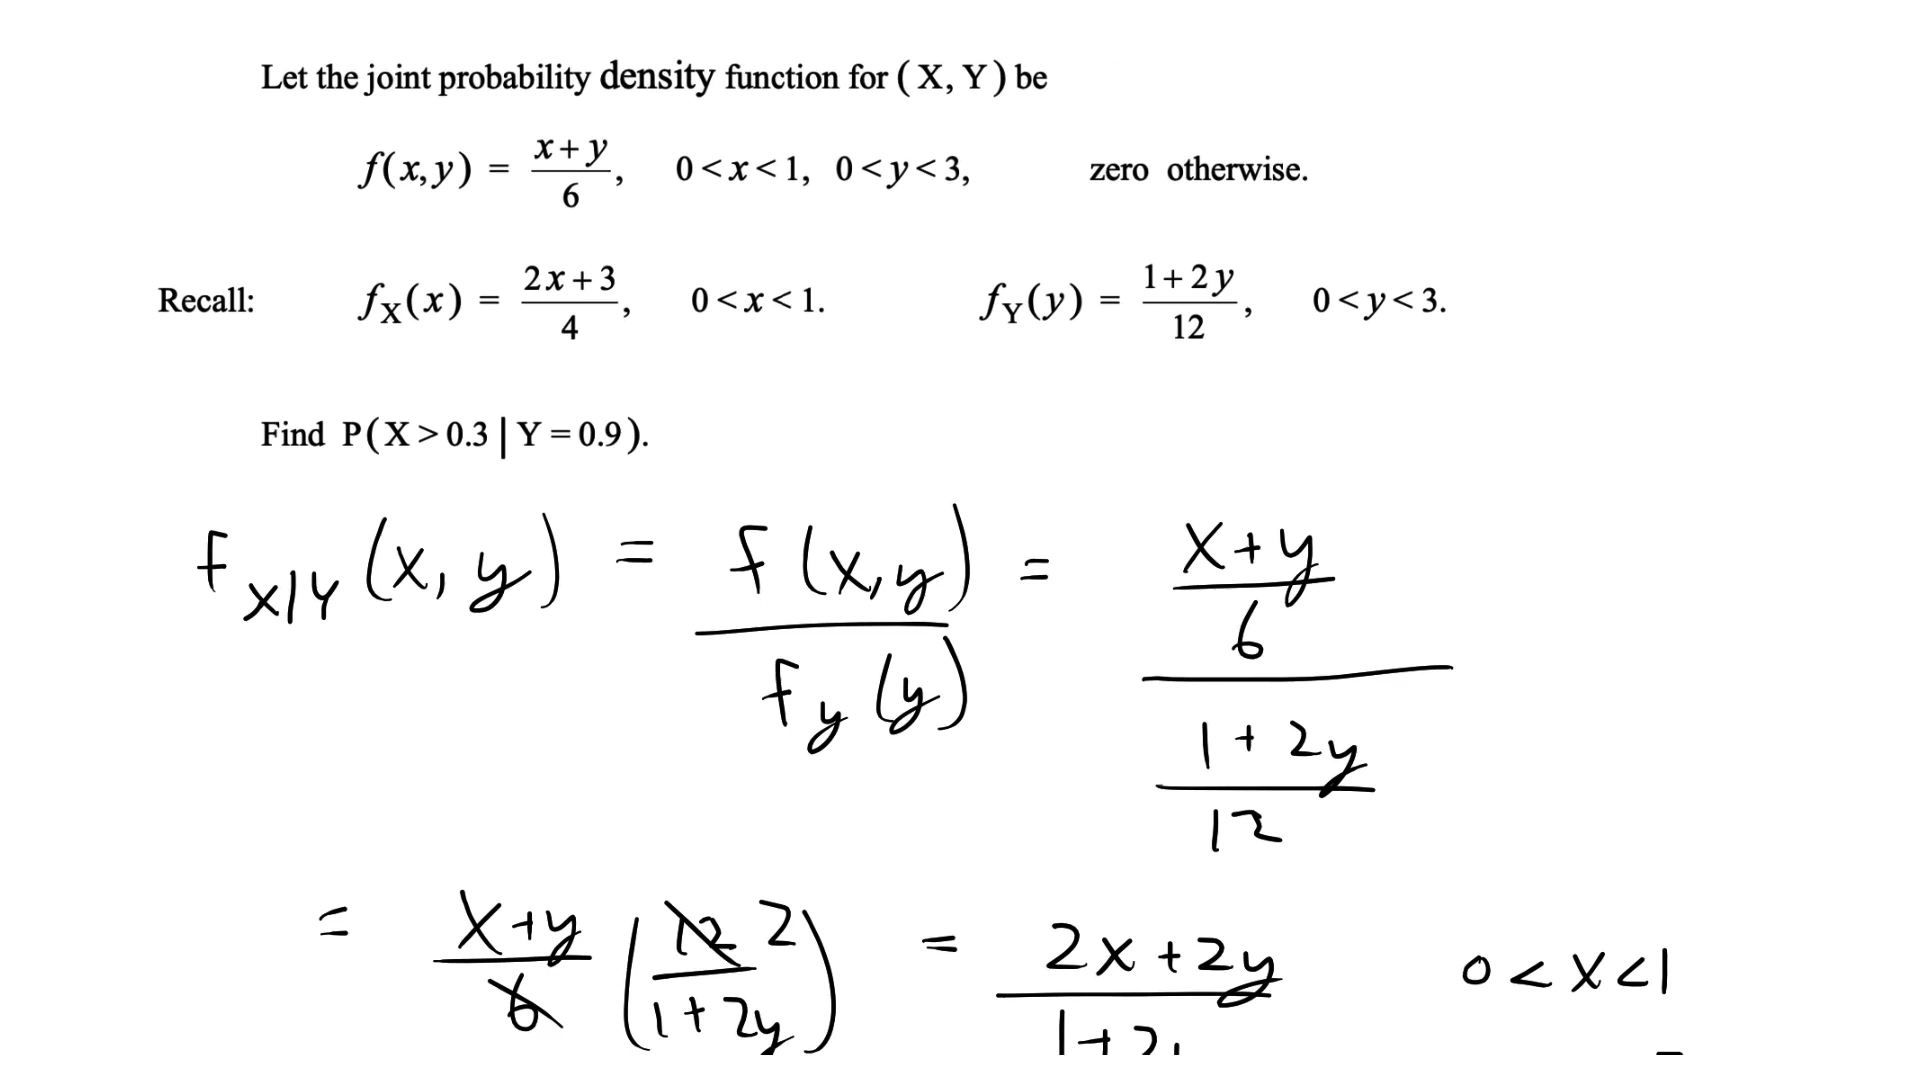 Let the joint probability density function for ( X, Y ) be
f(x,y) = (x+y)/6, 0 < x < 1, 0 < y < 3, zero otherwise.
Recall: f_X(x) = (2x+3)/4, 0 < x < 1. f_Y(y) = (1+2y)/12, 0 < y < 3.
Find P( X > 0.3 | Y = 0.9 ).
f_{x|y}(x, y) = f(x,y)/f_y(y) = ((x+y)/6)/((1+2y)/12)
= (x+y)/6 (12 2/(1+2y)) = (2x+2y)/(1+2 0 < x < 1